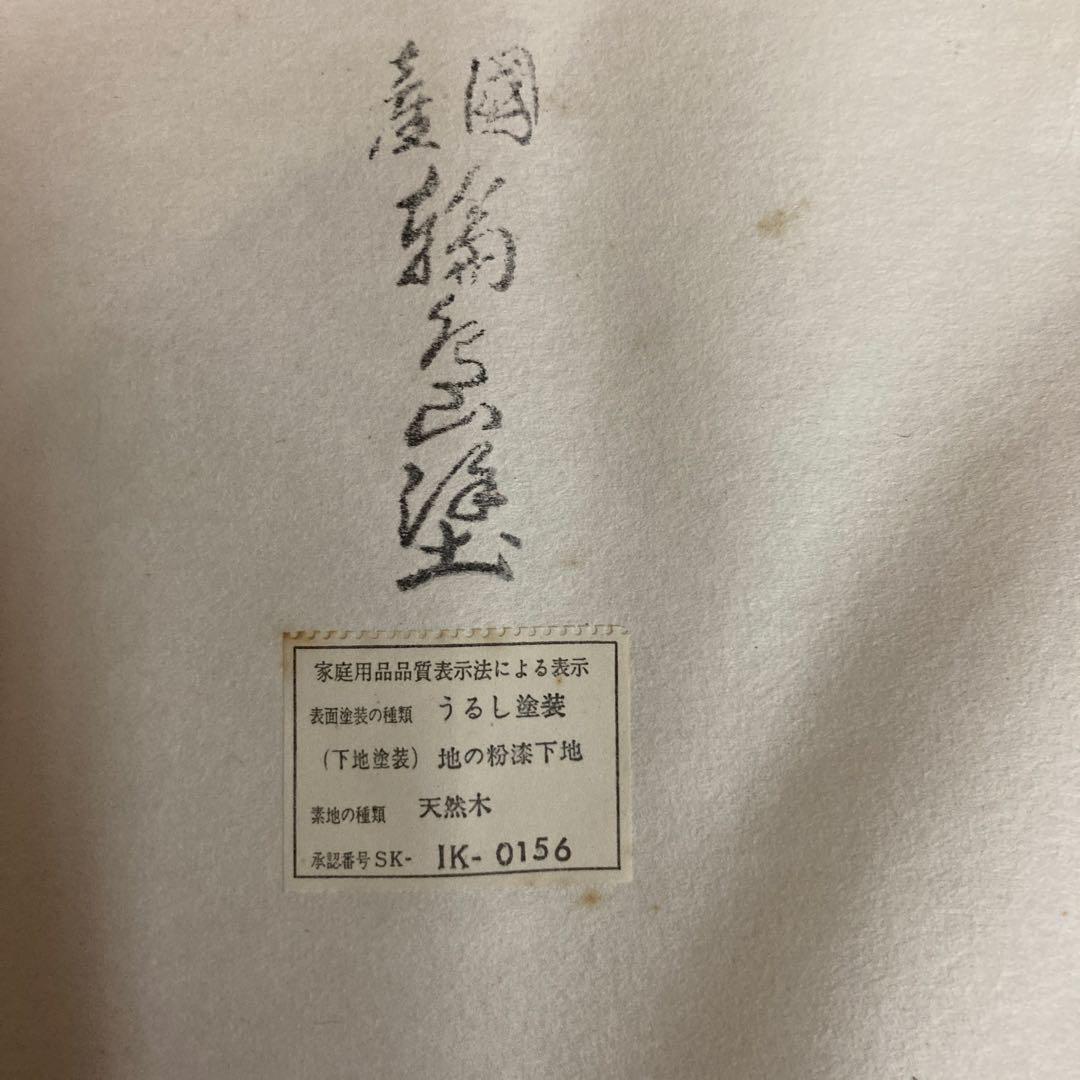 國産
輪島塗
家庭用品品質表示法による表示
表面塗装の種類 うるし塗装
(下地塗装) 地の粉漆下地
素地の種類 天然木
承認番号SK- IK-0156